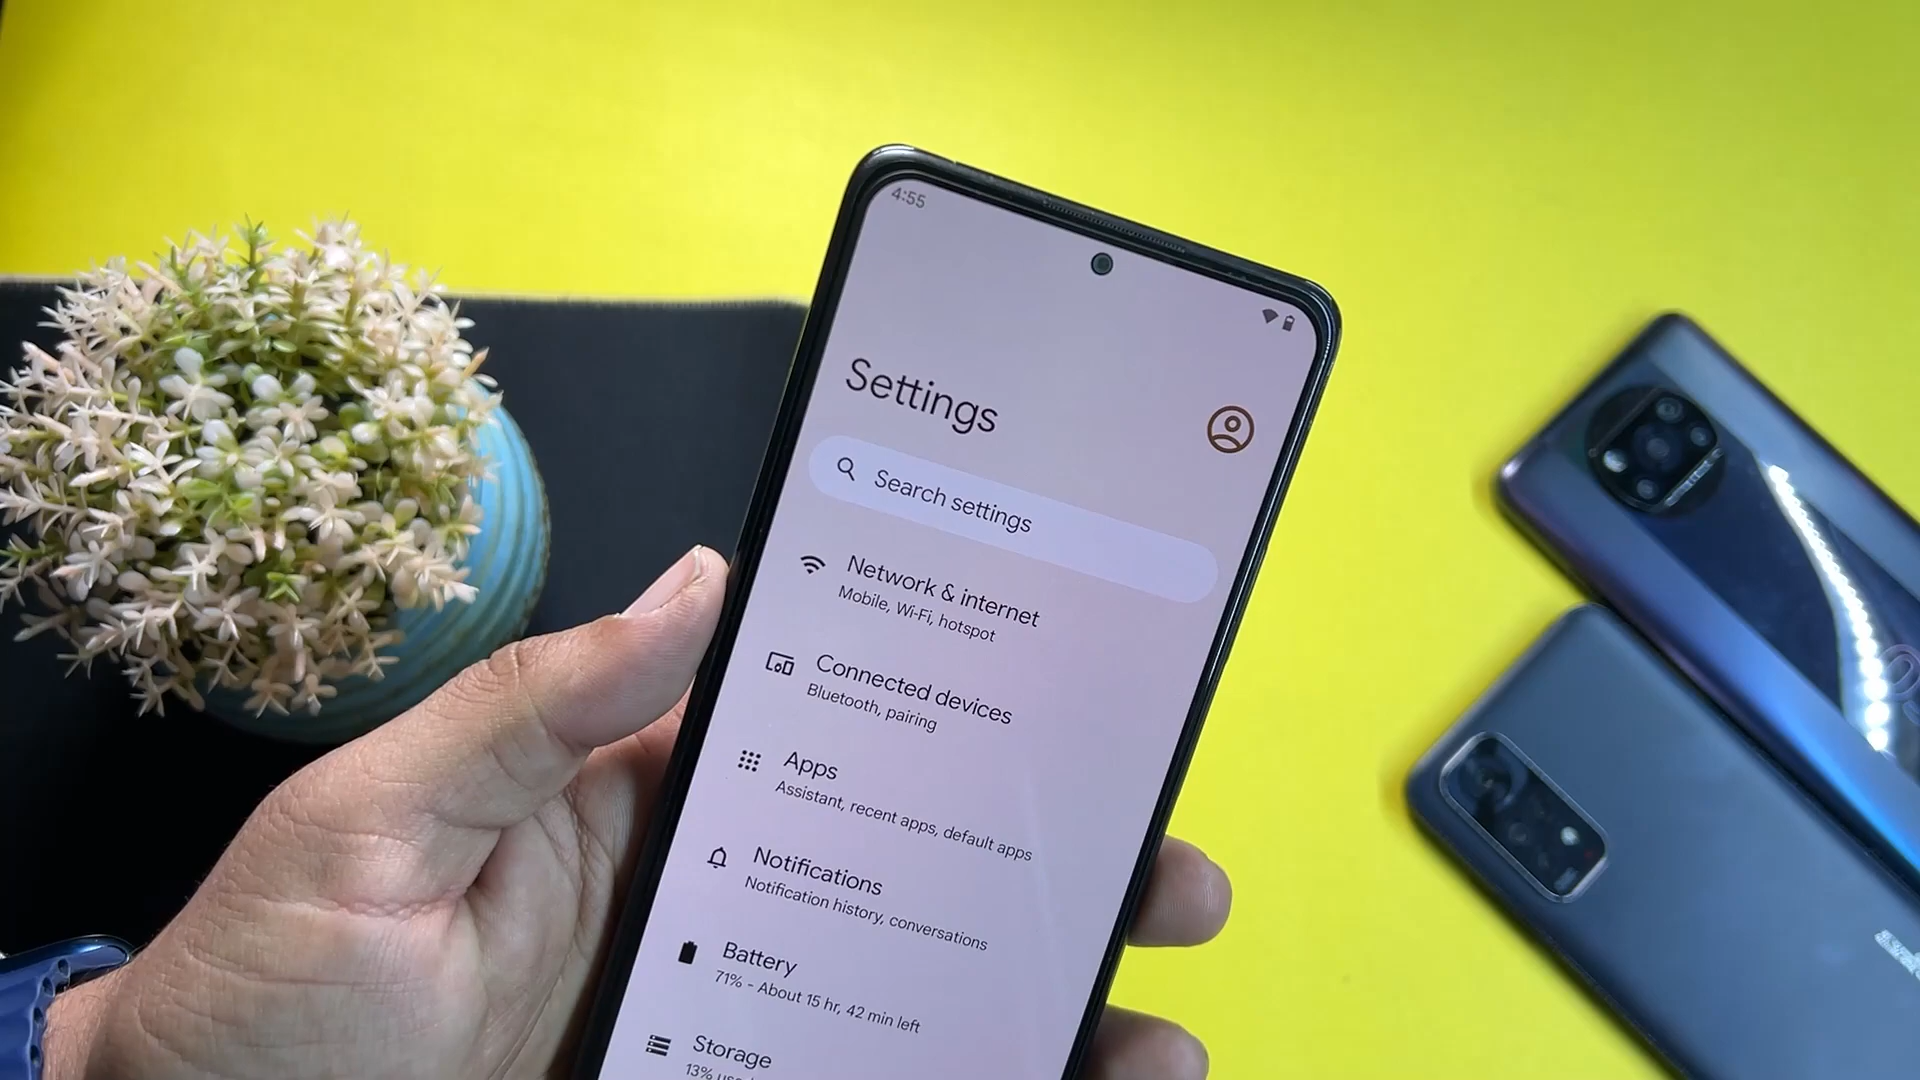 4:55
Settings
Search settings
Network & internet
Mobile, Wi-Fi, hotspot
Connected devices
Bluetooth, pairing
Apps
Assistant, recent apps, default apps
Notifications
Notification history, conversations
Battery
71% - About 15 hr, 42 min left
Storage
13%